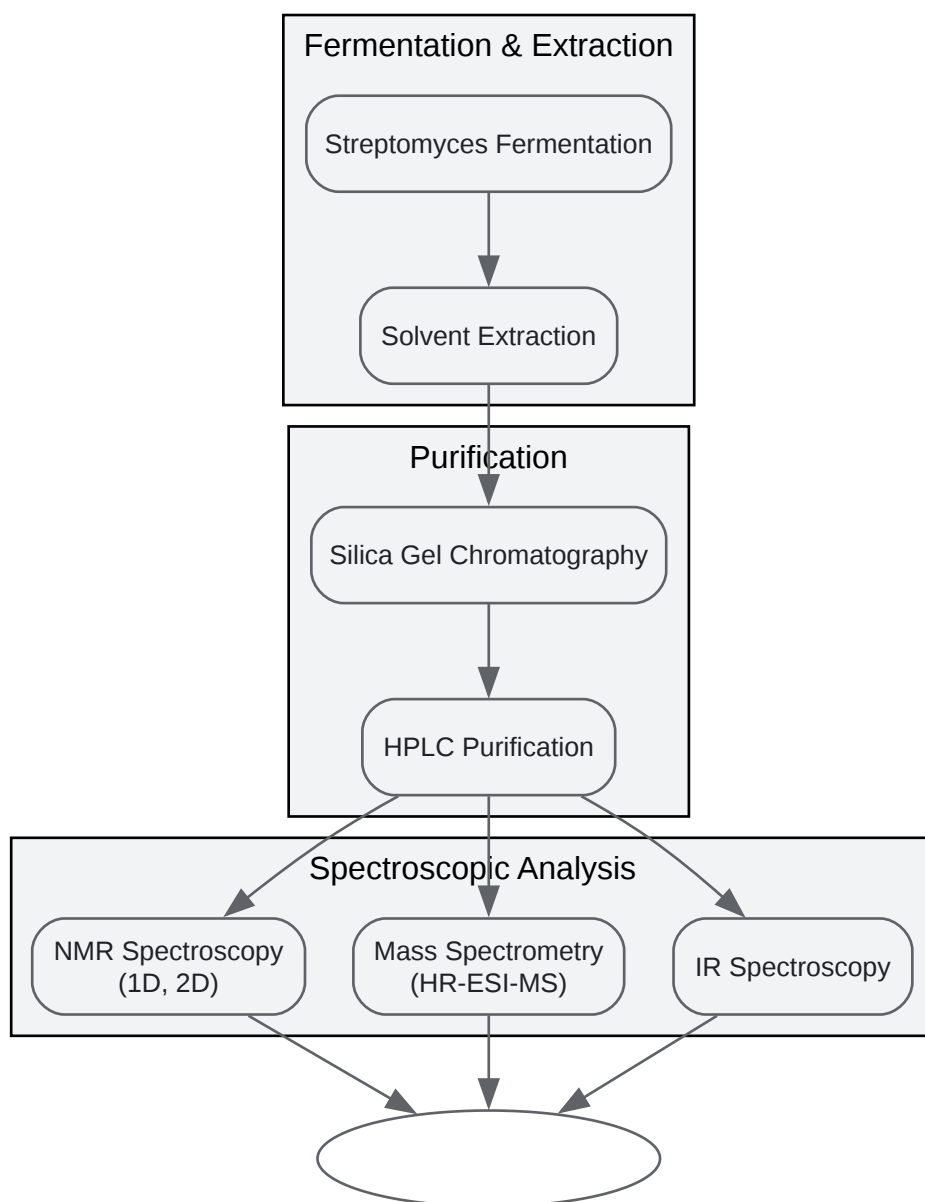 Fermentation & Extraction
Streptomyces Fermentation
Solvent Extraction
Purification
Silica Gel Chromatography
HPLC Purification
Spectroscopic Analysis
NMR Spectroscopy
(1D, 2D)
Mass Spectrometry
(HR-ESI-MS)
IR Spectroscopy